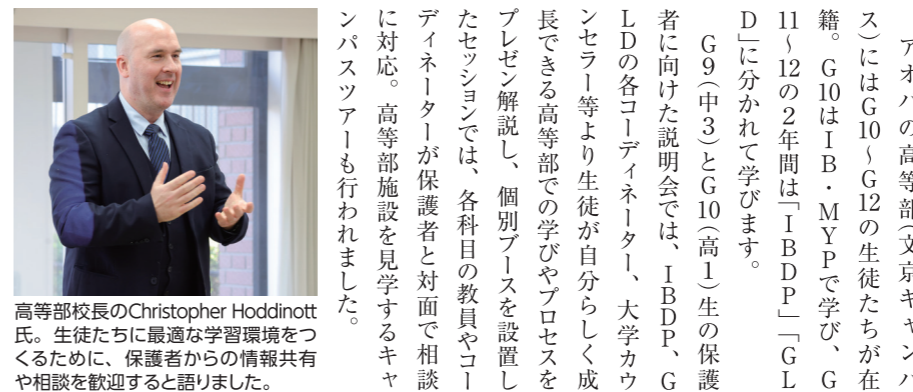 アオバの高等部(文京キャンパ
ス)にはG10~G12の生徒たちが在
籍。G10はIB・MYPで学び、G
11~12の2年間は「IBDP」「GL
D」に分かれて学びます。
G9(中3)とG10(高1)生の保護
者に向けた説明会では、IBDP、G
LDの各コーディネーター、大学カウ
ンセラー等より生徒が自分らしく成
長できる高等部での学びやプロセスを
プレゼン解説し、個別ブースを設置し
たセッションでは、各科目の教員やコー
ディネーターが保護者と対面で相談
に対応。高等部施設を見学するキャ
ンパスツアーも行われました。
高等部校長のChristopher Hoddinott
氏。生徒たちに最適な学習環境をつ
くるために、保護者からの情報共有
や相談を歓迎すると語りました。